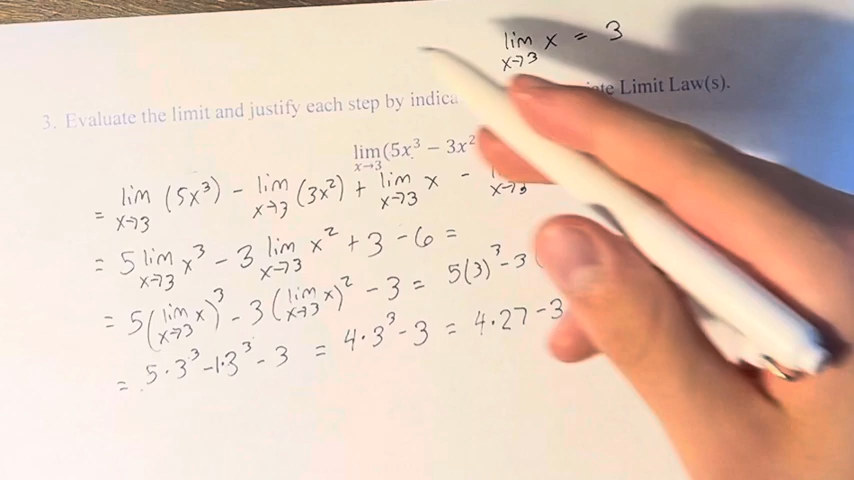 lim x = 3
x→3
3. Evaluate the limit and justify each step by Limit Law(s).
lim (5x³ − 3x²
x→3
= lim (5x³) − lim (3x²) + lim x −
x→3 x→3 x→3 x→3
= 5 lim x³ − 3 lim x² + 3 − 6 =
x→3 x→3
= 5(lim x)³ − 3(lim x)² − 3 = 5(3)³ − 3
x→3 x→3
= 5·3³ − 1·3³ − 3 = 4·3³ − 3 = 4·27 − 3